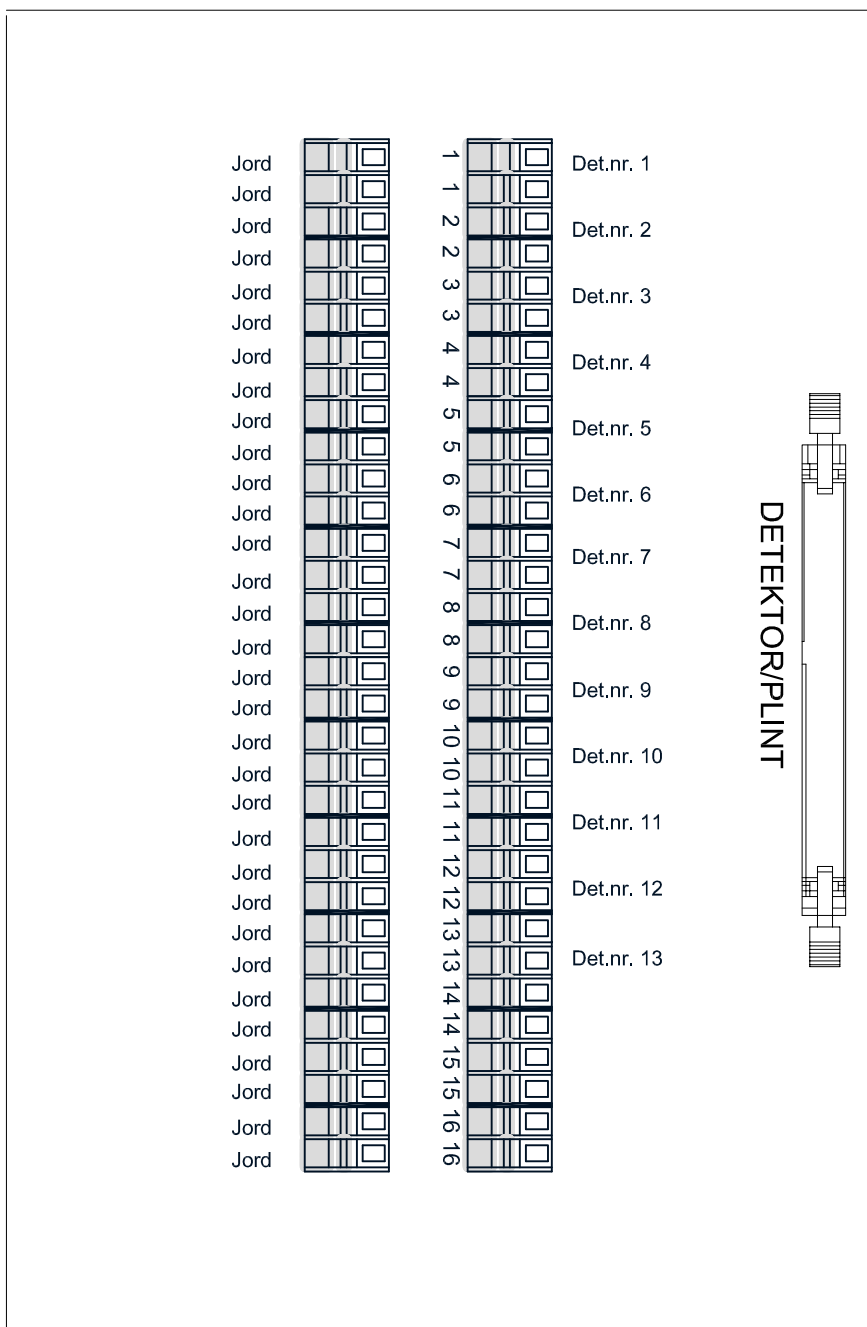 Jord 1 Det.nr. 1
Jord 1
Jord 2 Det.nr. 2
Jord 2
Jord 3 Det.nr. 3
Jord 3
Jord 4 Det.nr. 4
Jord 4
Jord 5 Det.nr. 5
Jord 5
Jord 6 Det.nr. 6
Jord 6
Jord 7 Det.nr. 7
Jord 7
Jord 8 Det.nr. 8
Jord 8
Jord 9 Det.nr. 9
Jord 9
Jord 10 Det.nr. 10
Jord 10
Jord 11 Det.nr. 11
Jord 11
Jord 12 Det.nr. 12
Jord 12
Jord 13
Jord 13 Det.nr. 13
Jord 14
Jord 14
Jord 15
Jord 15
Jord 16
Jord 16
DETEKTOR/PLINT